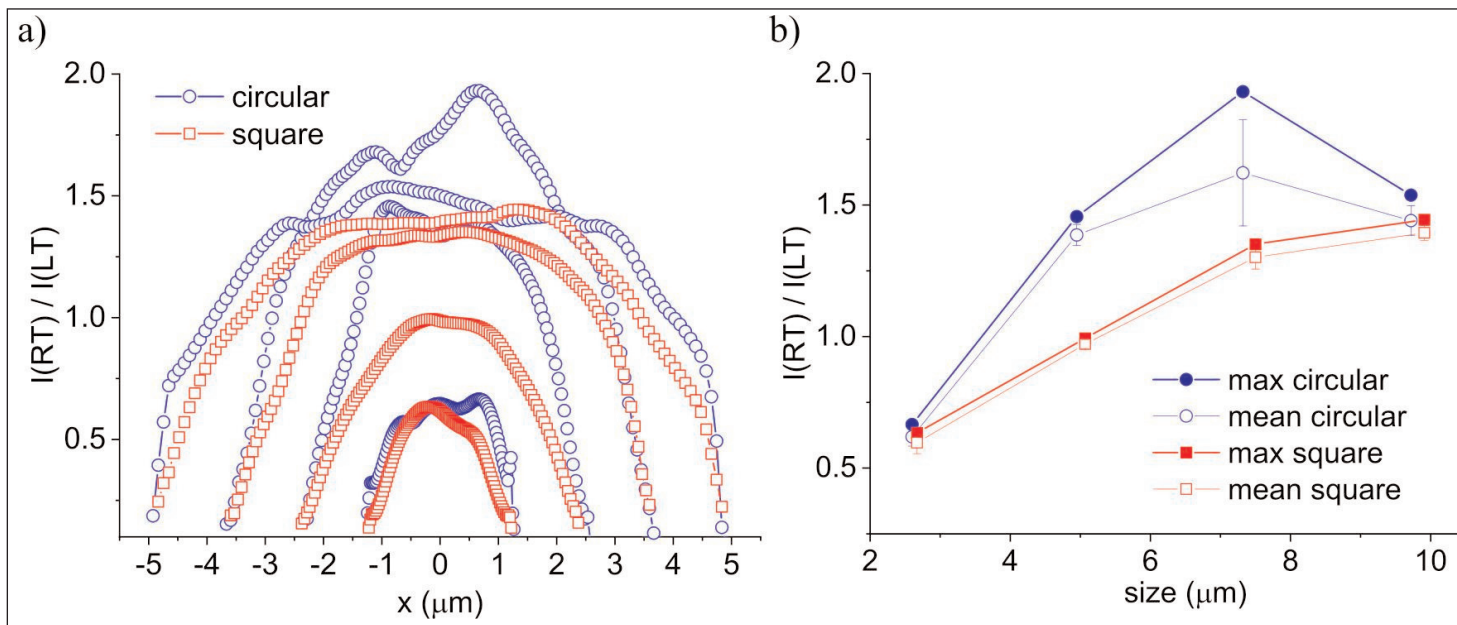 a)
I(RT) / I(LT)
2.0
1.5
1.0
0.5
circular
square
-5 -4 -3 -2 -1 0 1 2 3 4 5
x (μm)
b)
I(RT) / I(LT)
2.0
1.5
1.0
0.5
max circular
mean circular
max square
mean square
2 4 6 8 10
size (μm)